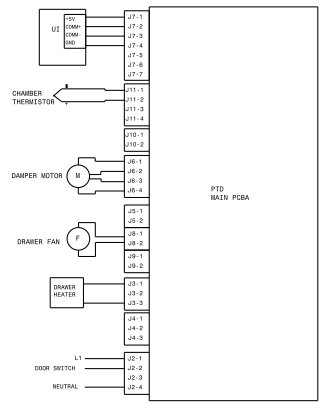 UI
+5V
COMM+
COMM-
GND
J7-1
J7-2
J7-3
J7-4
J7-5
J7-6
J7-7
CHAMBER
THERMISTOR
+
J11-1
J11-2
J11-3
J11-4
J10-1
J10-2
DAMPER MOTOR
M
J6-1
J6-2
J6-3
J6-4
PTD
MAIN PCBA
J5-1
J5-2
DRAWER FAN
F
J8-1
J8-2
J9-1
J9-2
DRAWER
HEATER
J3-1
J3-2
J3-3
J4-1
J4-2
J4-3
L1
DOOR SWITCH
NEUTRAL
J2-1
J2-2
J2-3
J2-4